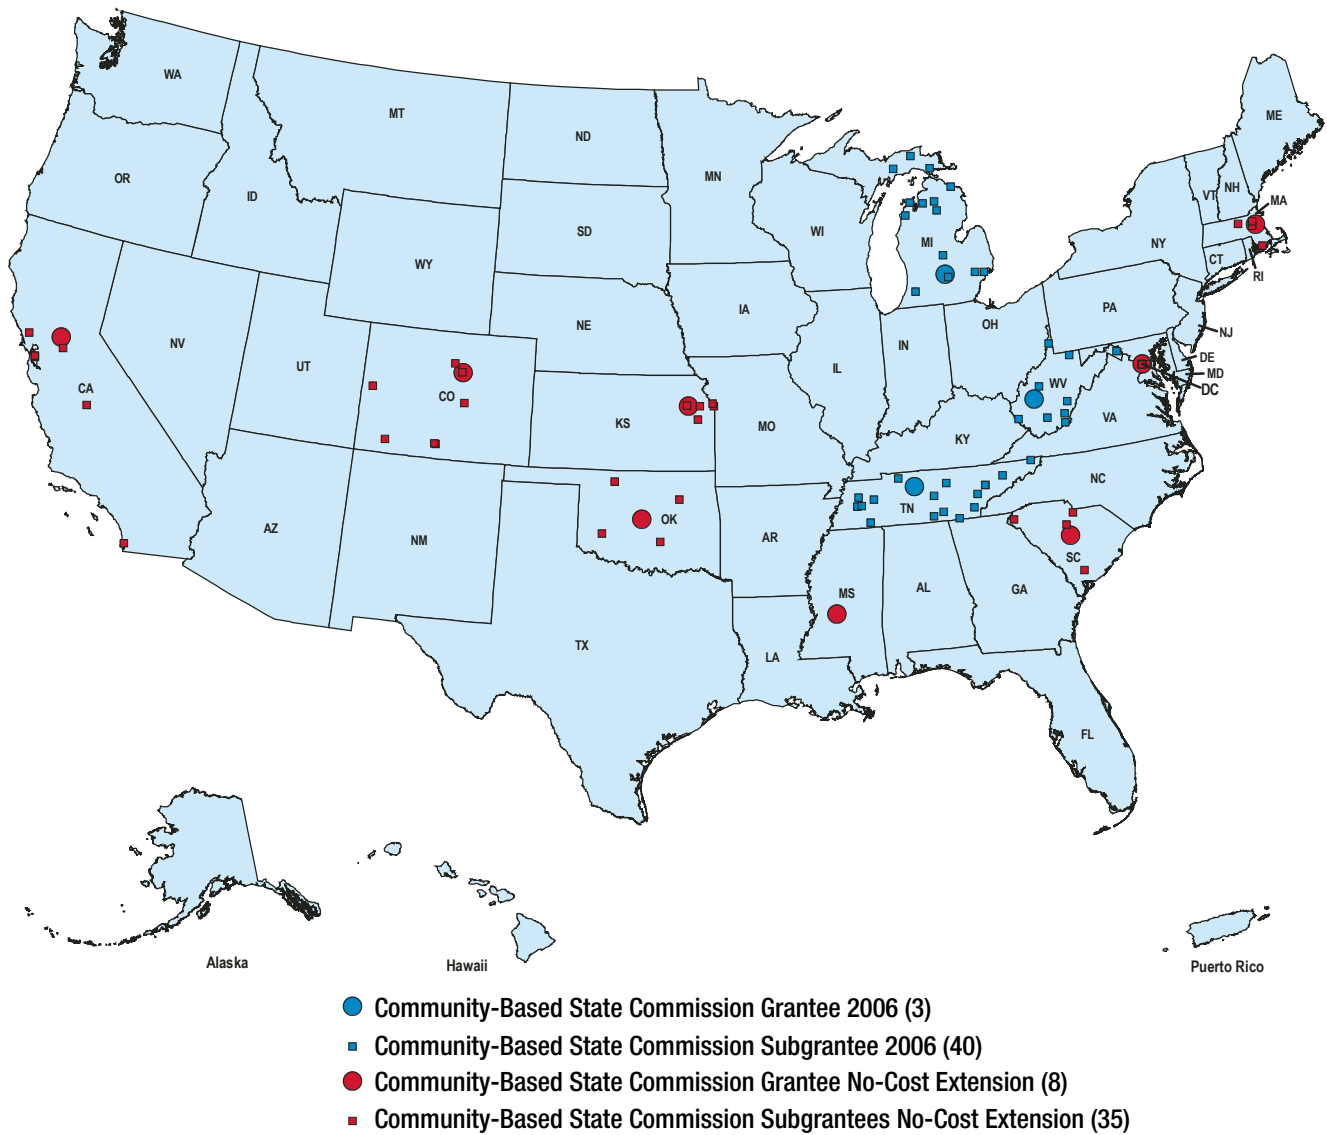 WA
MT
ND
MN
ME
OR
ID
SD
WI
MI
VT
NH
MA
NY
CT
RI
WY
IA
NE
PA
OH
NJ
NV
UT
IL
IN
DE
MD
DC
WV
VA
CA
CO
KS
MO
KY
NC
TN
AZ
NM
OK
AR
SC
MS
AL
GA
TX
LA
FL
Alaska
Hawaii
Puerto Rico
Community-Based State Commission Grantee 2006 (3)
Community-Based State Commission Subgrantee 2006 (40)
Community-Based State Commission Grantee No-Cost Extension (8)
Community-Based State Commission Subgrantees No-Cost Extension (35)